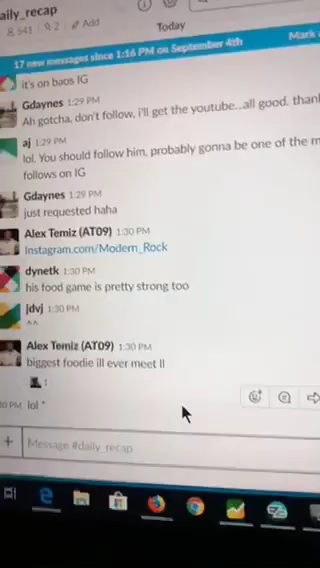 aily_recap
541 2 Add
Today
17 new messages since 1:16 PM on September 4th Mark
it's on baos IG
Gdaynes 1:29 PM
Ah gotcha, don't follow, i'll get the youtube...all good. than
aj 1:29 PM
lol. You should follow him, probably gonna be one of the m
follows on IG
Gdaynes 1:29 PM
just requested haha
Alex Temiz (AT09) 1:30 PM
Instagram.com/Modern_Rock
dynetk 1:30 PM
his food game is pretty strong too
jdvj 1:30 PM
^^
Alex Temiz (AT09) 1:30 PM
biggest foodie ill ever meet ll
:
30 PM lol *
Message #daily_recap